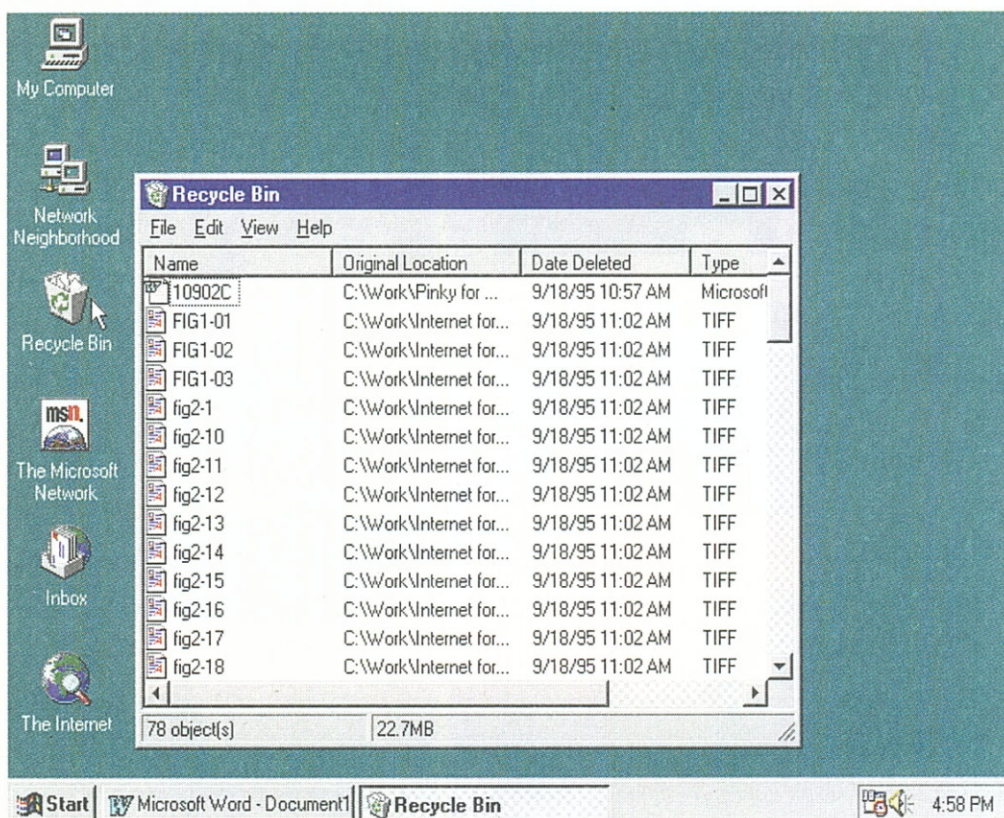 My Computer
Network
Neighborhood
Recycle Bin
msn.
The Microsoft
Network
Inbox
The Internet
Recycle Bin
File Edit View Help
Name Original Location Date Deleted Type
10902C C:\Work\Pinky for ... 9/18/95 10:57 AM Microsoft
FIG1-01 C:\Work\Internet for... 9/18/95 11:02 AM TIFF
FIG1-02 C:\Work\Internet for... 9/18/95 11:02 AM TIFF
FIG1-03 C:\Work\Internet for... 9/18/95 11:02 AM TIFF
fig2-1 C:\Work\Internet for... 9/18/95 11:02 AM TIFF
fig2-10 C:\Work\Internet for... 9/18/95 11:02 AM TIFF
fig2-11 C:\Work\Internet for... 9/18/95 11:02 AM TIFF
fig2-12 C:\Work\Internet for... 9/18/95 11:02 AM TIFF
fig2-13 C:\Work\Internet for... 9/18/95 11:02 AM TIFF
fig2-14 C:\Work\Internet for... 9/18/95 11:02 AM TIFF
fig2-15 C:\Work\Internet for... 9/18/95 11:02 AM TIFF
fig2-16 C:\Work\Internet for... 9/18/95 11:02 AM TIFF
fig2-17 C:\Work\Internet for... 9/18/95 11:02 AM TIFF
fig2-18 C:\Work\Internet for... 9/18/95 11:02 AM TIFF
78 object(s) 22.7MB
Start Microsoft Word - Document1 Recycle Bin 4:58 PM